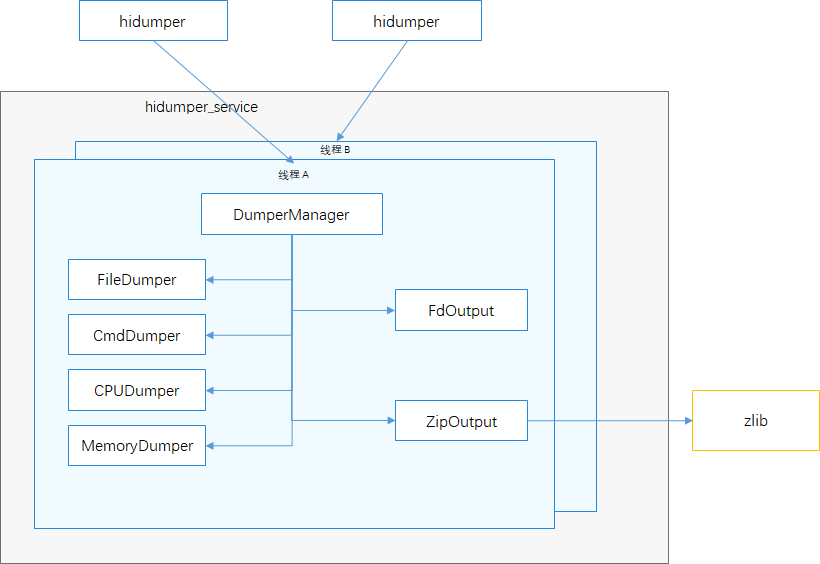 hidumper
hidumper
hidumper_service
线程 B
线程 A
DumperManager
FileDumper
FdOutput
CmdDumper
CPUDumper
ZipOutput
zlib
MemoryDumper